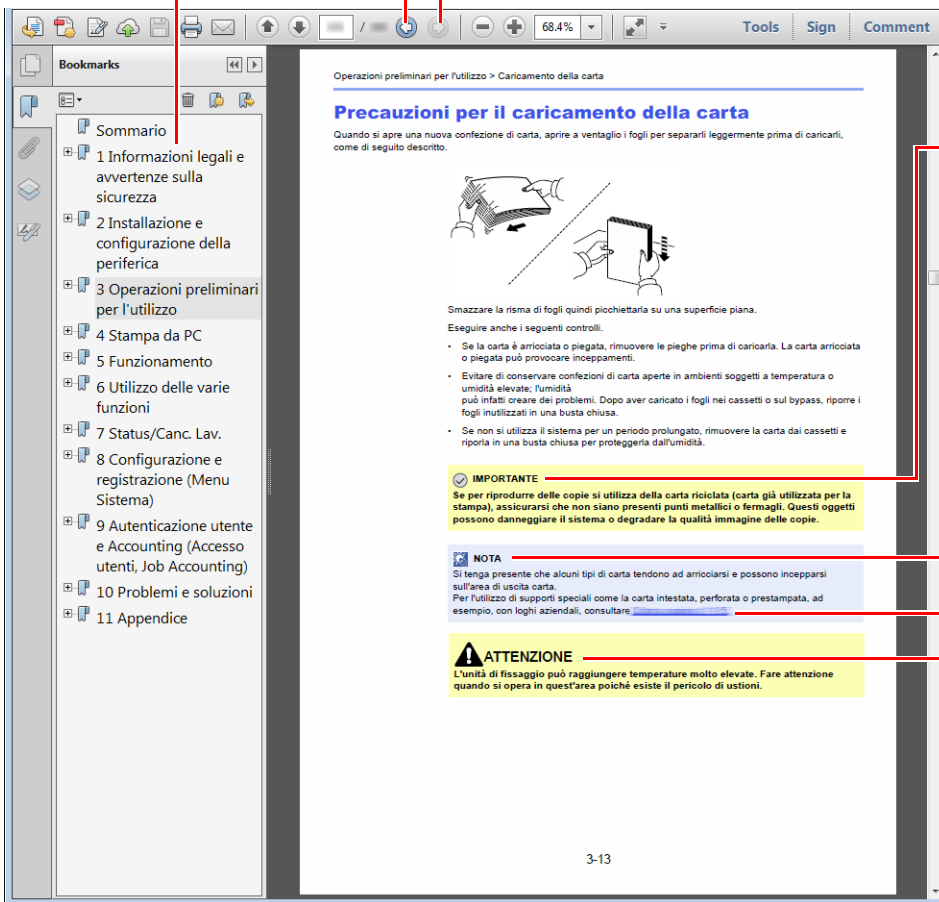 / 68.4% Tools Sign Comment
Bookmarks
Sommario
1 Informazioni legali e
avvertenze sulla
sicurezza
2 Installazione e
configurazione della
periferica
3 Operazioni preliminari
per l'utilizzo
4 Stampa da PC
5 Funzionamento
6 Utilizzo delle varie
funzioni
7 Status/Canc. Lav.
8 Configurazione e
registrazione (Menu
Sistema)
9 Autenticazione utente
e Accounting (Accesso
utenti, Job Accounting)
10 Problemi e soluzioni
11 Appendice
Operazioni preliminari per l'utilizzo > Caricamento della carta
Precauzioni per il caricamento della carta
Quando si apre una nuova confezione di carta, aprire a ventaglio i fogli per separarli leggermente prima di caricarli,
come di seguito descritto.
Smazzare la risma di fogli quindi picchiettarla su una superficie piana.
Eseguire anche i seguenti controlli.
• Se la carta è arricciata o piegata, rimuovere le pieghe prima di caricarla. La carta arricciata
o piegata può provocare inceppamenti.
• Evitare di conservare confezioni di carta aperte in ambienti soggetti a temperatura o
umidità elevate; l'umidità
può infatti creare dei problemi. Dopo aver caricato i fogli nei cassetti o sul bypass, riporre i
fogli inutilizzati in una busta chiusa.
• Se non si utilizza il sistema per un periodo prolungato, rimuovere la carta dai cassetti e
riporla in una busta chiusa per proteggerla dall'umidità.
IMPORTANTE
Se per riprodurre delle copie si utilizza della carta riciclata (carta già utilizzata per la
stampa), assicurarsi che non siano presenti punti metallici o fermagli. Questi oggetti
possono danneggiare il sistema o degradare la qualità immagine delle copie.
NOTA
Si tenga presente che alcuni tipi di carta tendono ad arricciarsi e possono incepparsi
sull'area di uscita carta.
Per l'utilizzo di supporti speciali come la carta intestata, perforata o prestampata, ad
esempio, con loghi aziendali, consultare
ATTENZIONE
L'unità di fissaggio può raggiungere temperature molto elevate. Fare attenzione
quando si opera in quest'area poiché esiste il pericolo di ustioni.
3-13